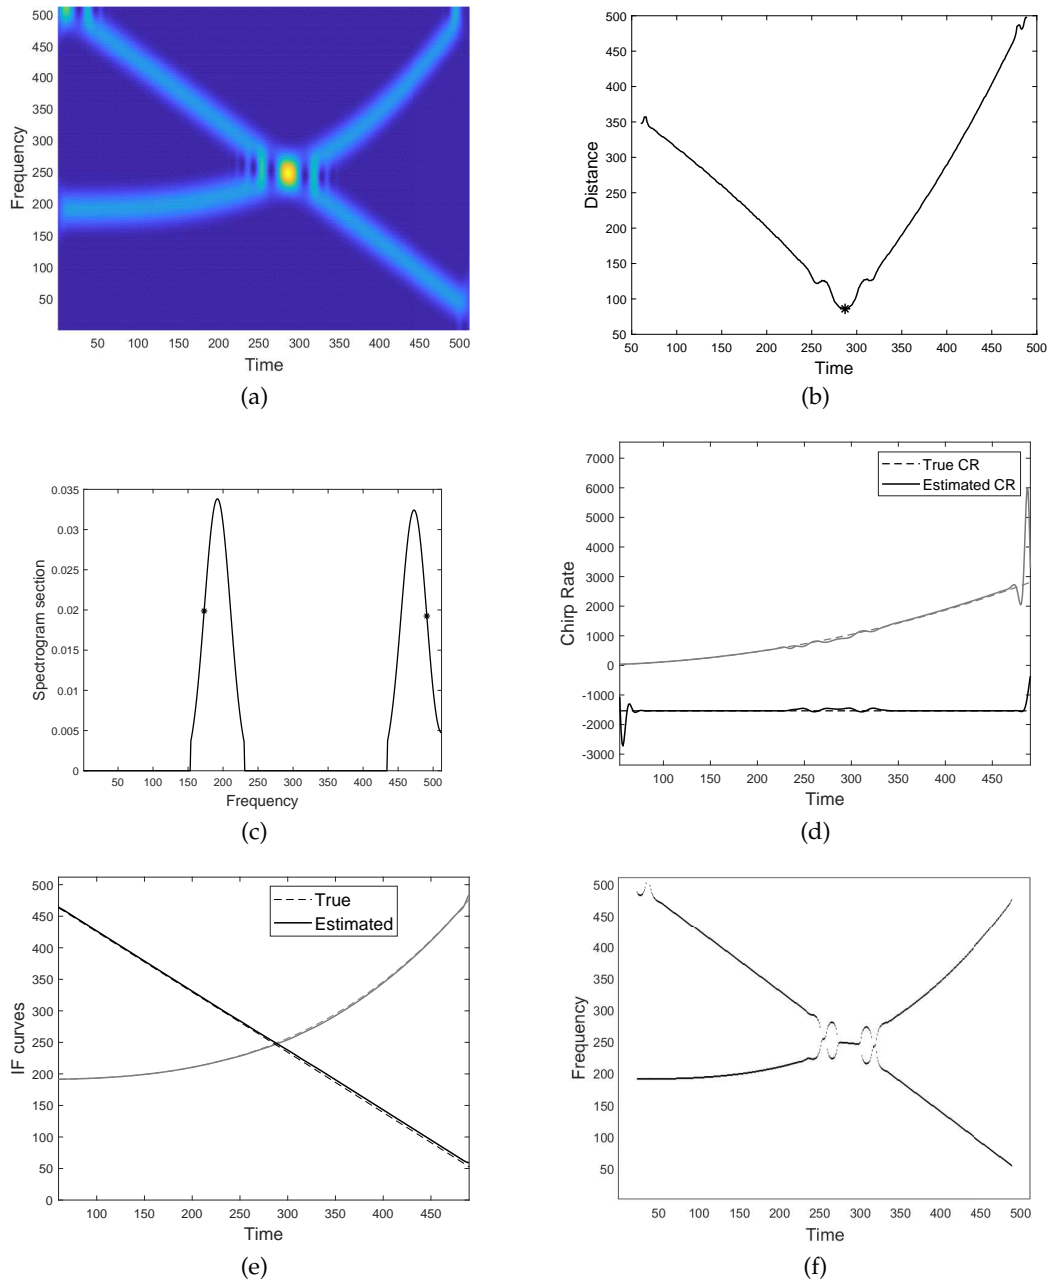 500
450
400
350
300
250
200
150
100
50
Frequency
50 100 150 200 250 300 350 400 450 500
Time
(a)
500
450
400
350
300
250
200
150
100
50
Distance
50 100 150 200 250 300 350 400 450 500
Time
(b)
0.035
0.03
0.025
0.02
0.015
0.01
0.005
0
Spectrogram section
50 100 150 200 250 300 350 400 450 500
Frequency
(c)
True CR
Estimated CR
7000
6000
5000
4000
3000
2000
1000
0
-1000
-2000
-3000
Chirp Rate
100 150 200 250 300 350 400 450
Time
(d)
True
Estimated
500
450
400
350
300
250
200
150
100
50
0
IF curves
100 150 200 250 300 350 400 450
Time
(e)
500
450
400
350
300
250
200
150
100
50
Frequency
50 100 150 200 250 300 350 400 450 500
Time
(f)